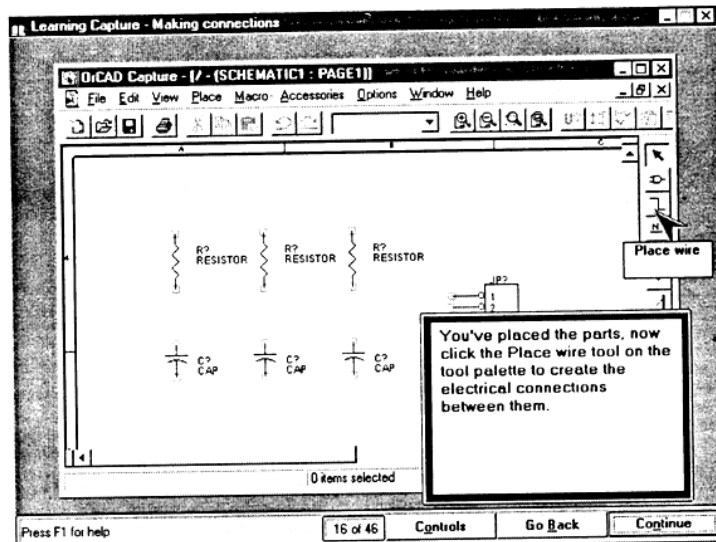 Learning Capture - Making connections
OrCAD Capture - [/ - (SCHEMATIC1 : PAGE1)]
File Edit View Place Macro Accessories Options Window Help
A B C
A
R?
RESISTOR
R?
RESISTOR
R?
RESISTOR
Place wire
JP?
1
2
C?
CAP
C?
CAP
C?
CAP
You've placed the parts, now
click the Place wire tool on the
tool palette to create the
electrical connections
between them.
0 items selected
Press F1 for help
16 of 46
Controls
Go Back
Continue